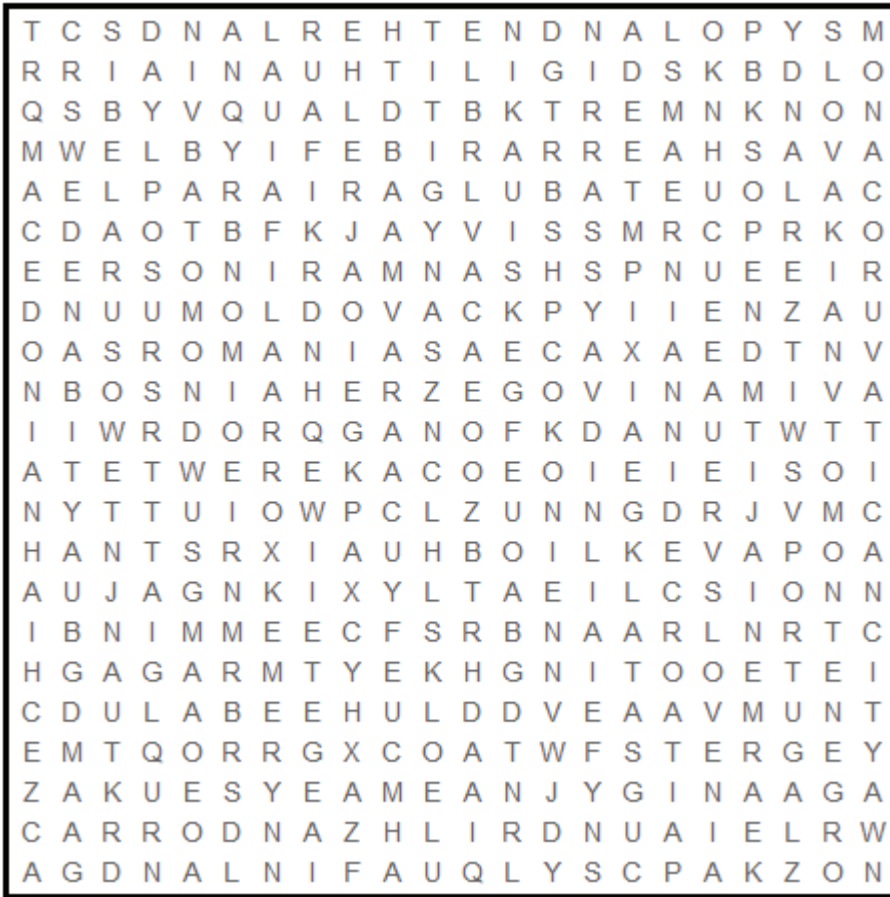 T C S D N A L R E H T E N D N A L O P Y S M
R R I A I N A U H T I L I G I D S K B D L O
Q S B Y V Q U A L D T B K T R E M N K N O N
M W E L B Y I F E B I R A R R E A H S A V A
A E L P A R A I R A G L U B A T E U O L A C
C D A O T B F K J A Y V I S S M R C P R K O
E E R S O N I R A M N A S H S P N U E E I R
D N U U M O L D O V A C K P Y I I E N Z A U
O A S R O M A N I A S A E C A X A E D T N V
N B O S N I A H E R Z E G O V I N A M I V A
I I W R D O R Q G A N O F K D A N U T W T T
A T E T W E R E K A C O E O I E I E I S O I
N Y T T U I O W P C L Z U N N G D R J V M C
H A N T S R X I A U H B O I L K E V A P O A
A U J A G N K I X Y L T A E I L C S I O N N
I B N I M M E E C F S R B N A A R L N R T C
H G A G A R M T Y E K H G N I T O O E T E I
C D U L A B E E H U L D D V E A A V M U N T
E M T Q O R R G X C O A T W F S T E R G E Y
Z A K U E S Y E A M E A N J Y G I N A A G A
C A R R O D N A Z H L I R D N U A I E L R W
A G D N A L N I F A U Q L Y S C P A K Z O N